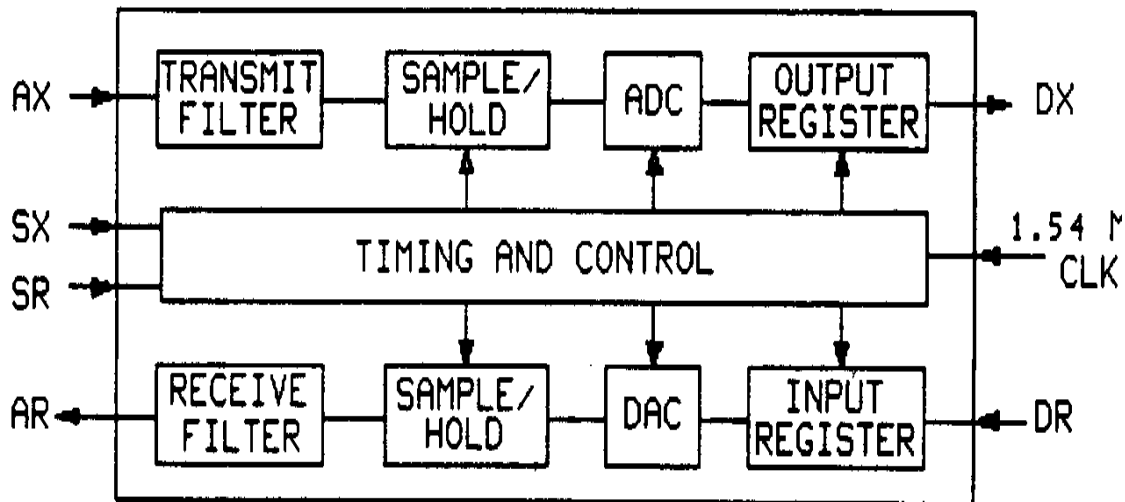 AX
TRANSMIT
FILTER
SAMPLE/
HOLD
ADC
OUTPUT
REGISTER
DX
SX
SR
TIMING AND CONTROL
1.54 M
CLK
AR
RECEIVE
FILTER
SAMPLE/
HOLD
DAC
INPUT
REGISTER
DR